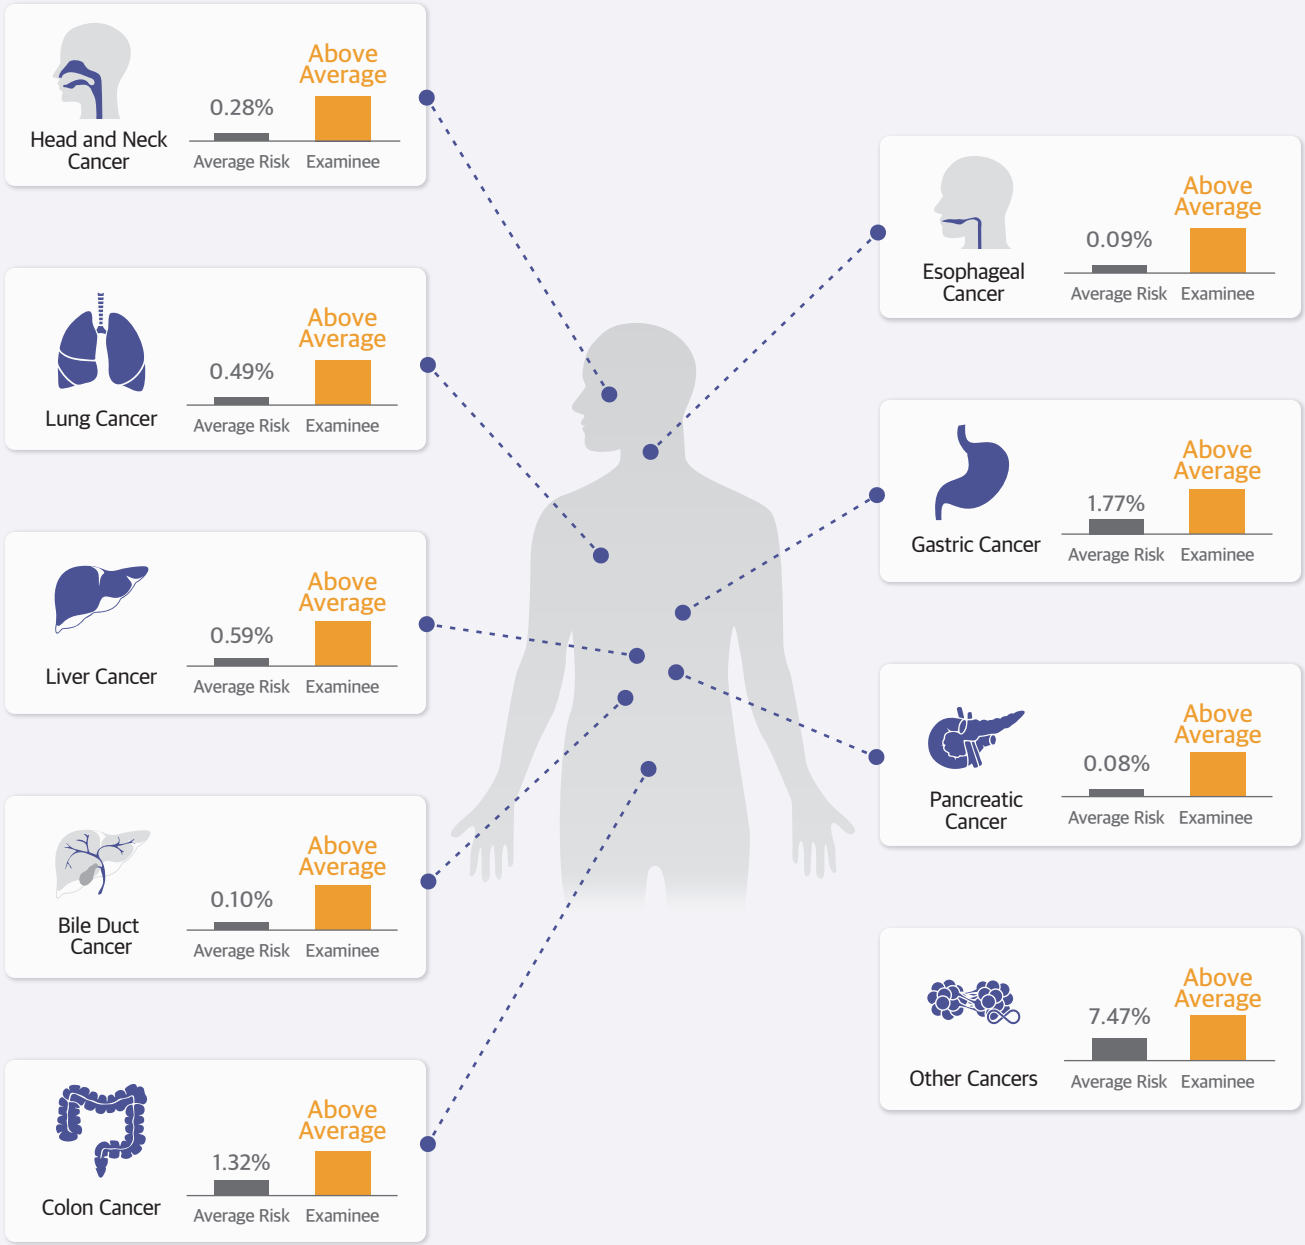 Above
Average
0.28%
Head and Neck
Cancer
Average Risk Examinee
Above
Average
0.49%
Lung Cancer
Average Risk Examinee
Above
Average
0.59%
Liver Cancer
Average Risk Examinee
Above
Average
0.10%
Bile Duct
Cancer
Average Risk Examinee
Above
Average
1.32%
Colon Cancer
Average Risk Examinee
Above
Average
0.09%
Esophageal
Cancer
Average Risk Examinee
Above
Average
1.77%
Gastric Cancer
Average Risk Examinee
Above
Average
0.08%
Pancreatic
Cancer
Average Risk Examinee
Above
Average
7.47%
Other Cancers
Average Risk Examinee